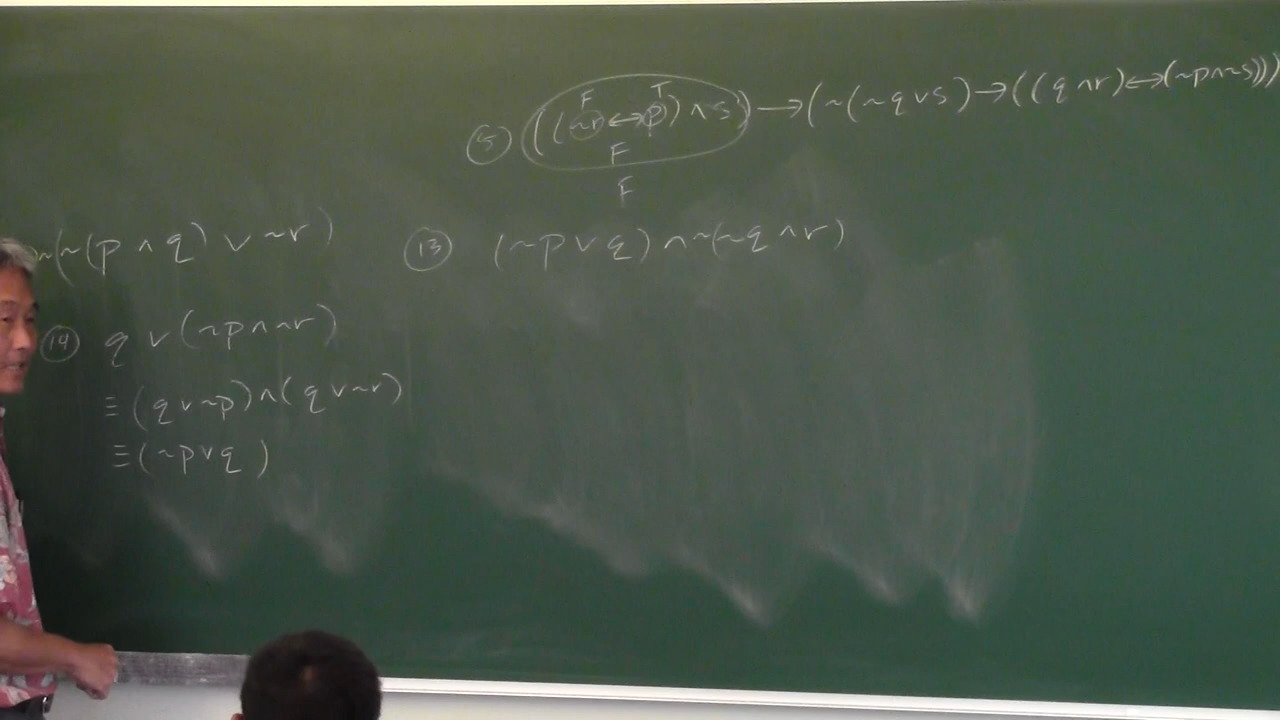 F T
⑤ ((~r ↔ p) ∧ s) → (~(~q ∨ s) → ((q ∧ r) ↔ (~p ∧ ~s)))
F
F
~(~(p ∧ q) ∨ ~r)
⑬ (~p ∨ q) ∧ ~(~q ∧ r)
⑭ q ∨ (~p ∧ ~r)
≡ (q ∨ ~p) ∧ (q ∨ ~r)
≡ (~p ∨ q )